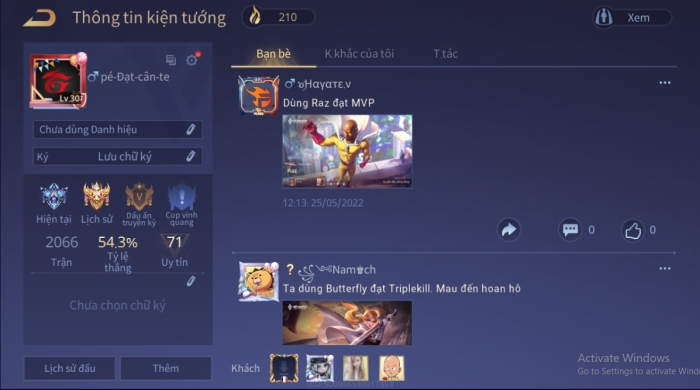 Thông tin kiện tướng
210
Xem
Bạn bè
K.khắc của tôi
T.tác
pé-Đạt-cân-te
Lv.307
Chưa dùng Danh hiệu
Ký
Lưu chữ ký
Hiện tại
Lịch sử
Dấu ấn truyền kỳ
Cup vinh quang
2066
Trận
54.3%
Tỷ lệ thắng
71
Uy tín
Chưa chọn chữ ký
Lịch sử đấu
Thêm
Dùng Raz đạt MVP
12:13: 25/05/2022
0
0
Ta dùng Butterfly đạt Triplekill. Mau đến hoan hô
Khách
Activate Windows
Go to Settings to activate Wind